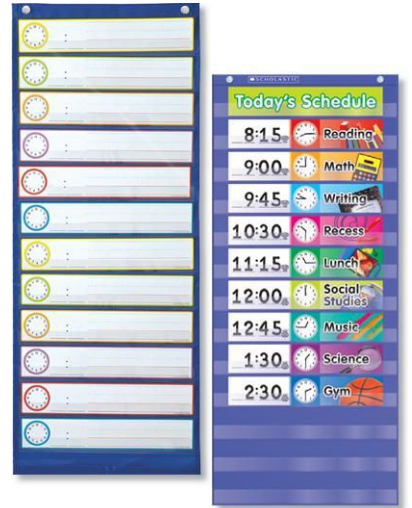 SCHOLASTIC
Today's Schedule
8:15 Reading
9:00 Math
9:45 Writing
10:30 Recess
11:15 Lunch
12:00 Social Studies
12:45 Music
1:30 Science
2:30 Gym
:
:
:
:
:
:
:
:
:
:
:
: